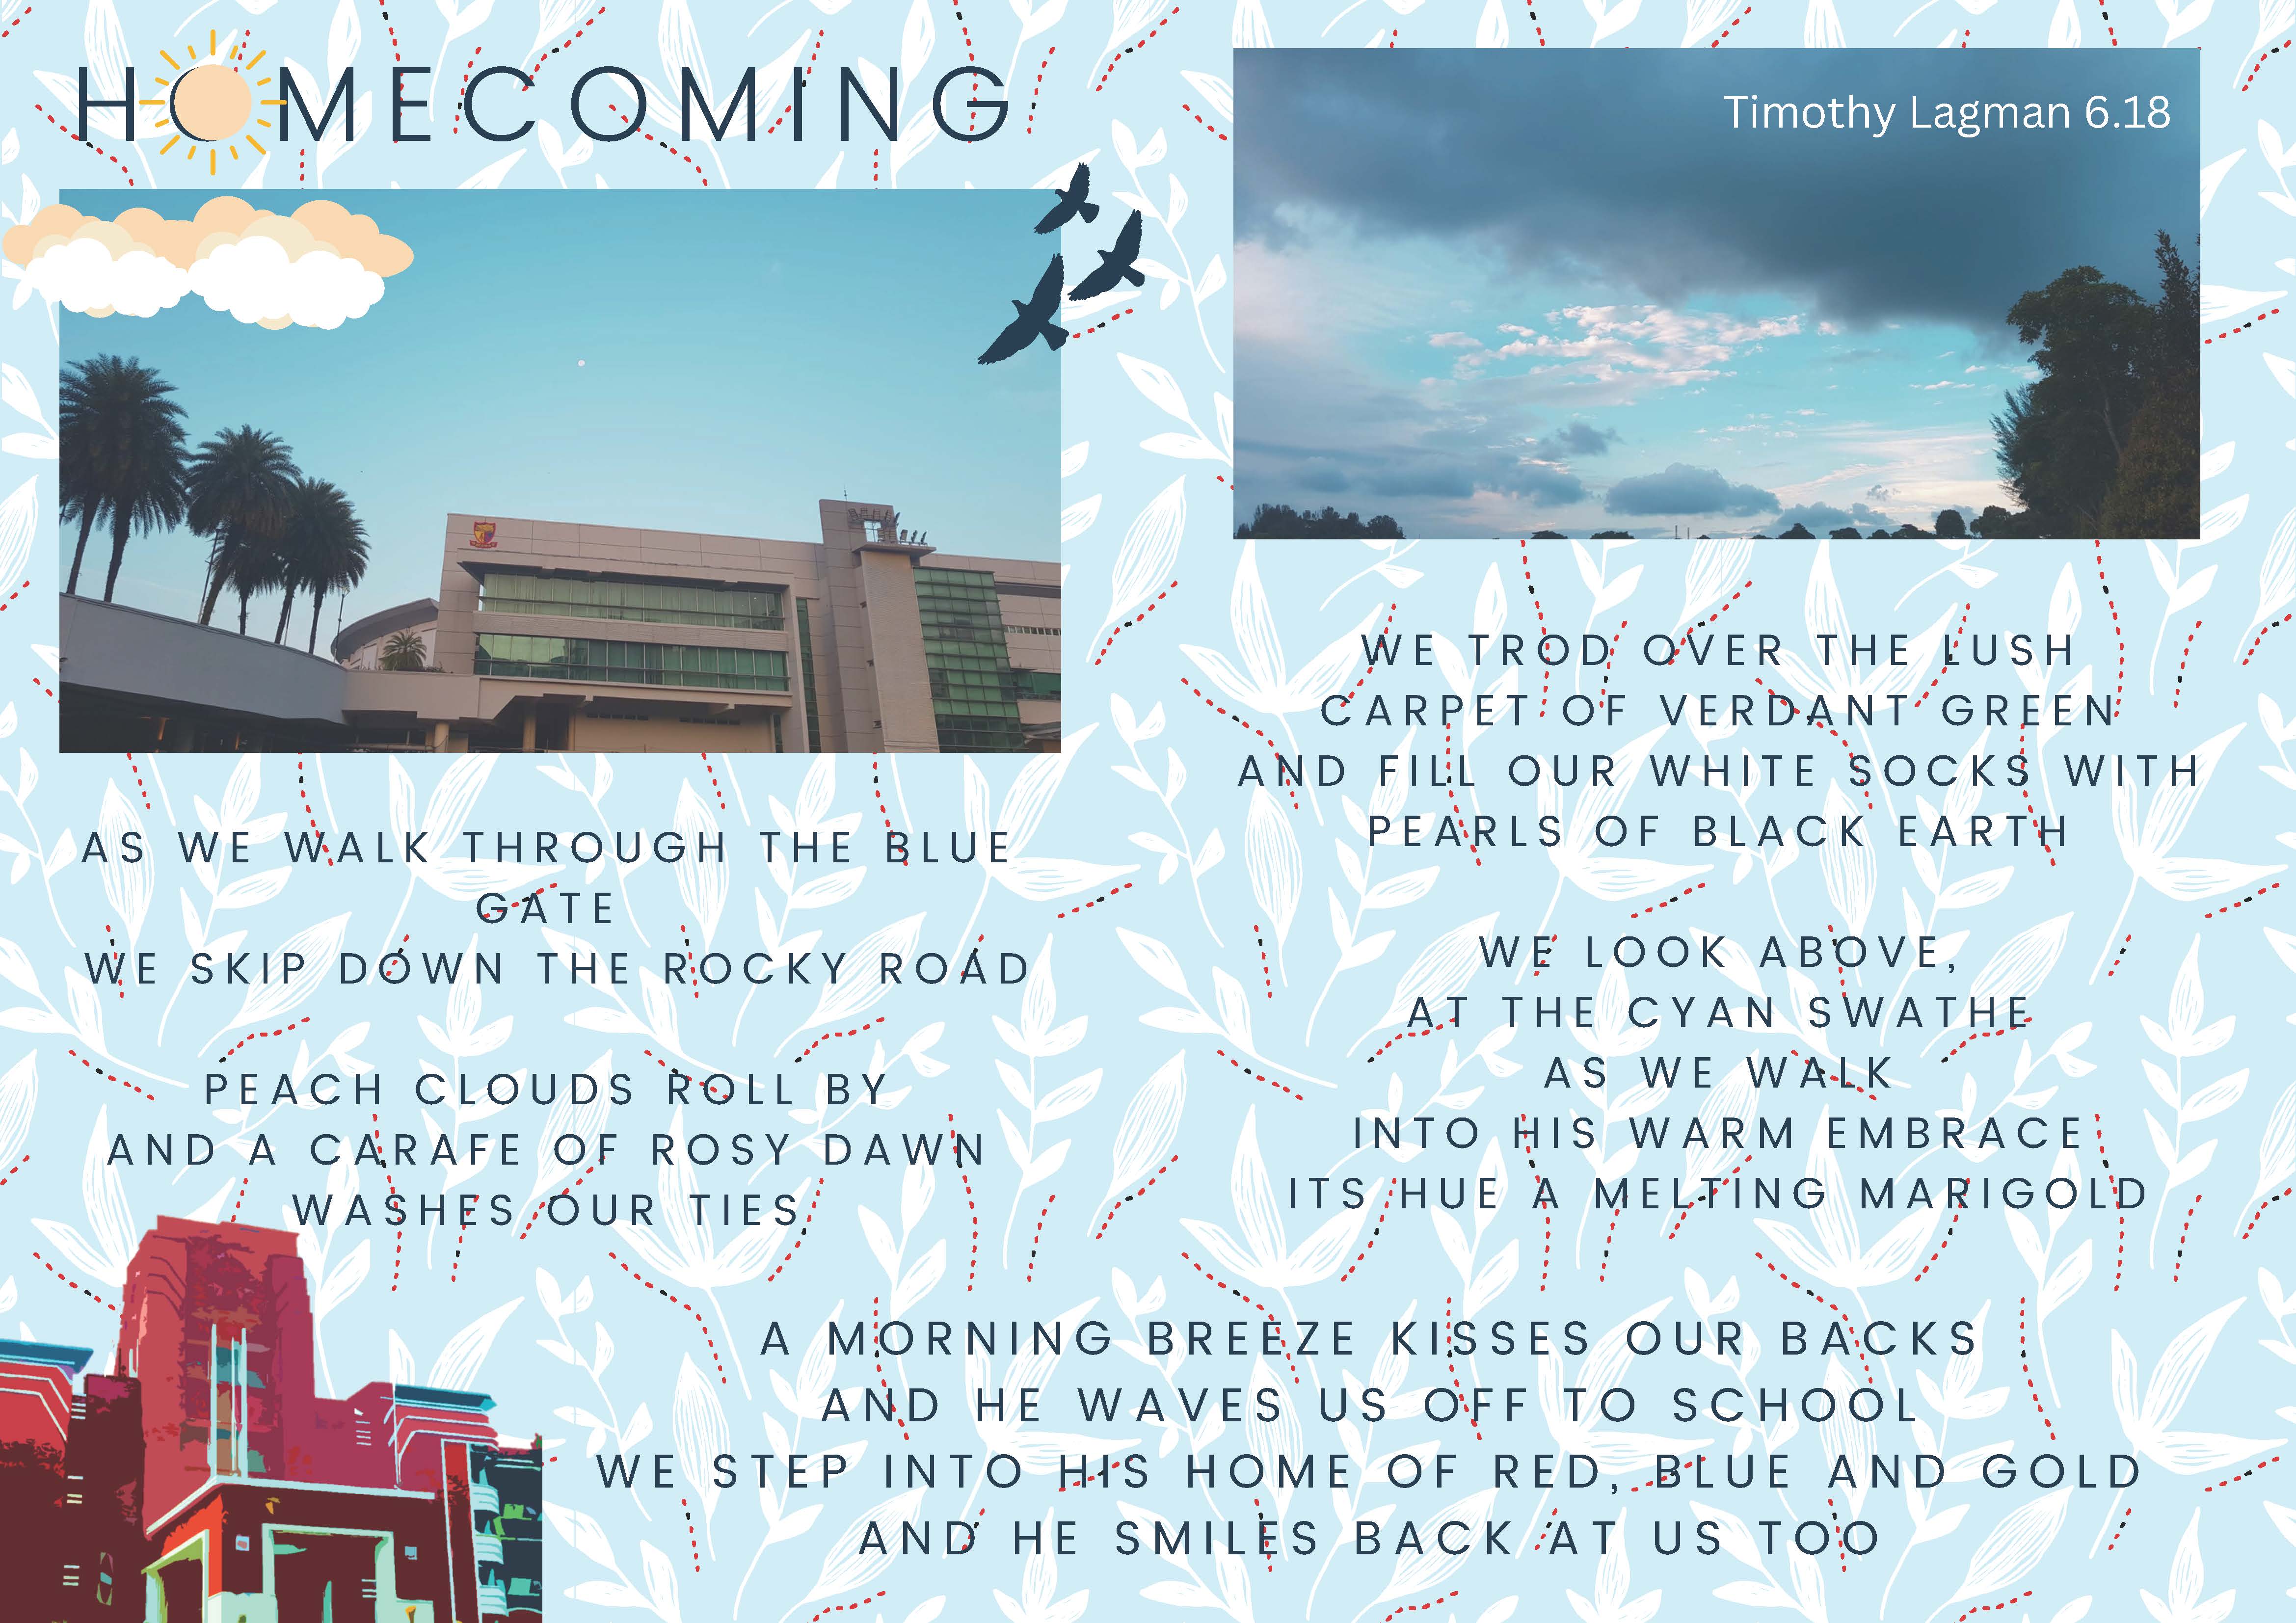 HOMECOMING
Timothy Lagman 6.18
AS WE WALK THROUGH THE BLUE
GATE
WE SKIP DOWN THE ROCKY ROAD
PEACH CLOUDS ROLL BY
AND A CARAFE OF ROSY DAWN
WASHES OUR TIES
WE TROD OVER THE LUSH
CARPET OF VERDANT GREEN
AND FILL OUR WHITE SOCKS WITH
PEARLS OF BLACK EARTH
WE LOOK ABOVE,
AT THE CYAN SWATHE
AS WE WALK
INTO HIS WARM EMBRACE
ITS HUE A MELTING MARIGOLD
A MORNING BREEZE KISSES OUR BACKS
AND HE WAVES US OFF TO SCHOOL
WE STEP INTO HIS HOME OF RED, BLUE AND GOLD
AND HE SMILES BACK AT US TOO